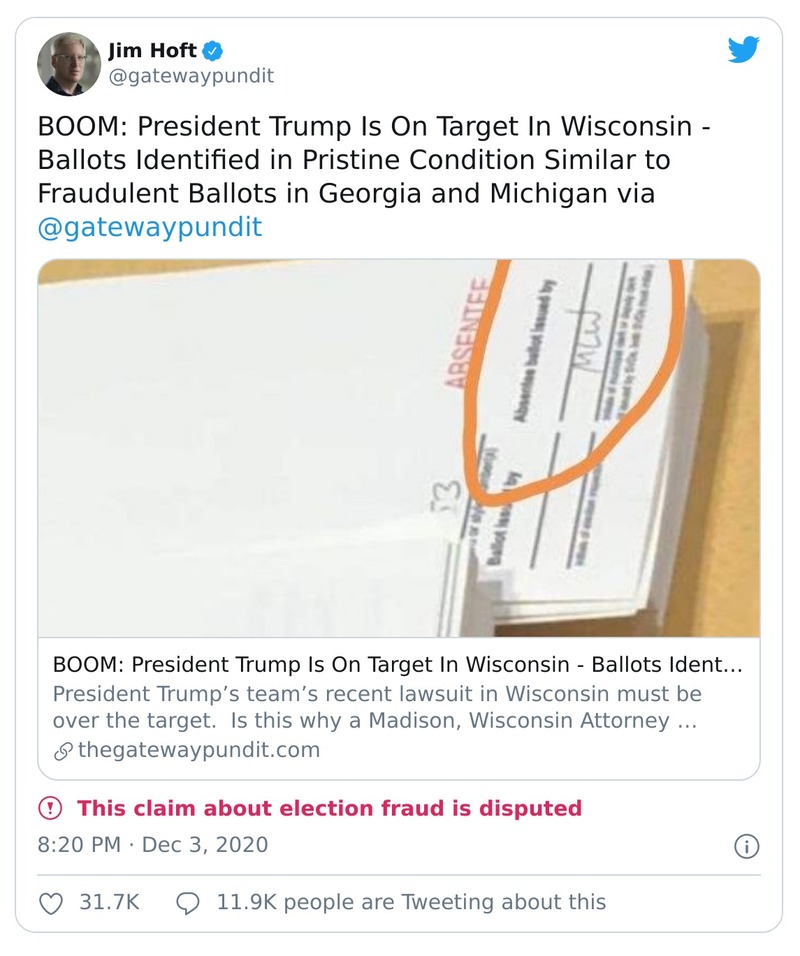 Jim Hoft
@gatewaypundit
BOOM: President Trump Is On Target In Wisconsin -
Ballots Identified in Pristine Condition Similar to
Fraudulent Ballots in Georgia and Michigan via
@gatewaypundit
ABSENTEE
Absentee ballot issued by
MLW
13
Ballot issued by
BOOM: President Trump Is On Target In Wisconsin - Ballots Ident...
President Trump’s team’s recent lawsuit in Wisconsin must be
over the target.  Is this why a Madison, Wisconsin Attorney ...
thegatewaypundit.com
This claim about election fraud is disputed
8:20 PM · Dec 3, 2020
31.7K
11.9K people are Tweeting about this